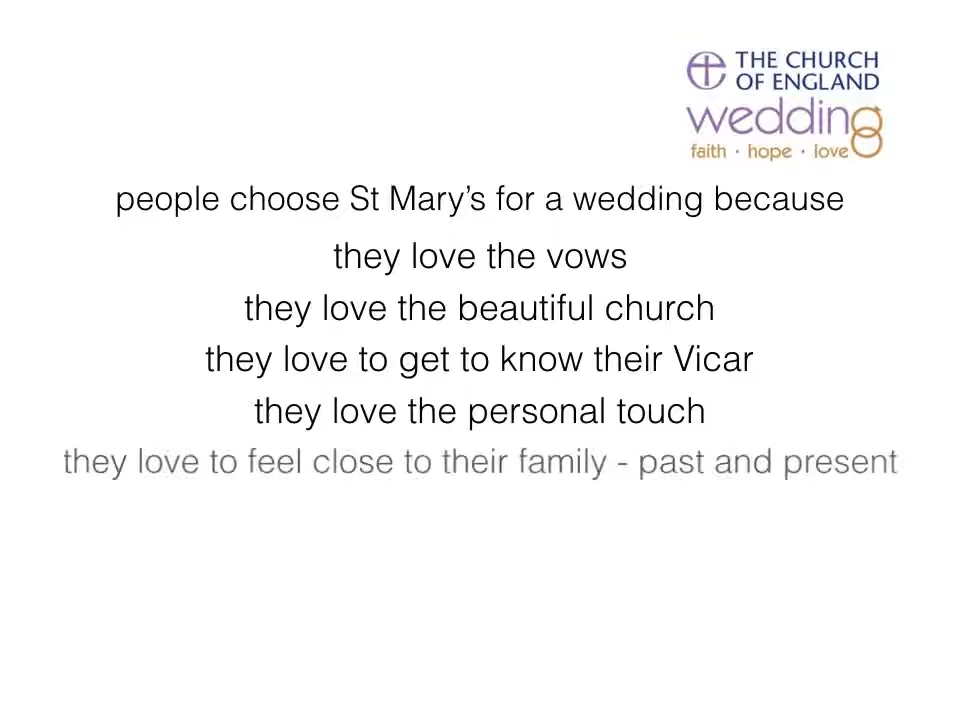 THE CHURCH
OF ENGLAND
wedding
faith · hope · love
people choose St Mary’s for a wedding because
they love the vows
they love the beautiful church
they love to get to know their Vicar
they love the personal touch
they love to feel close to their family - past and present